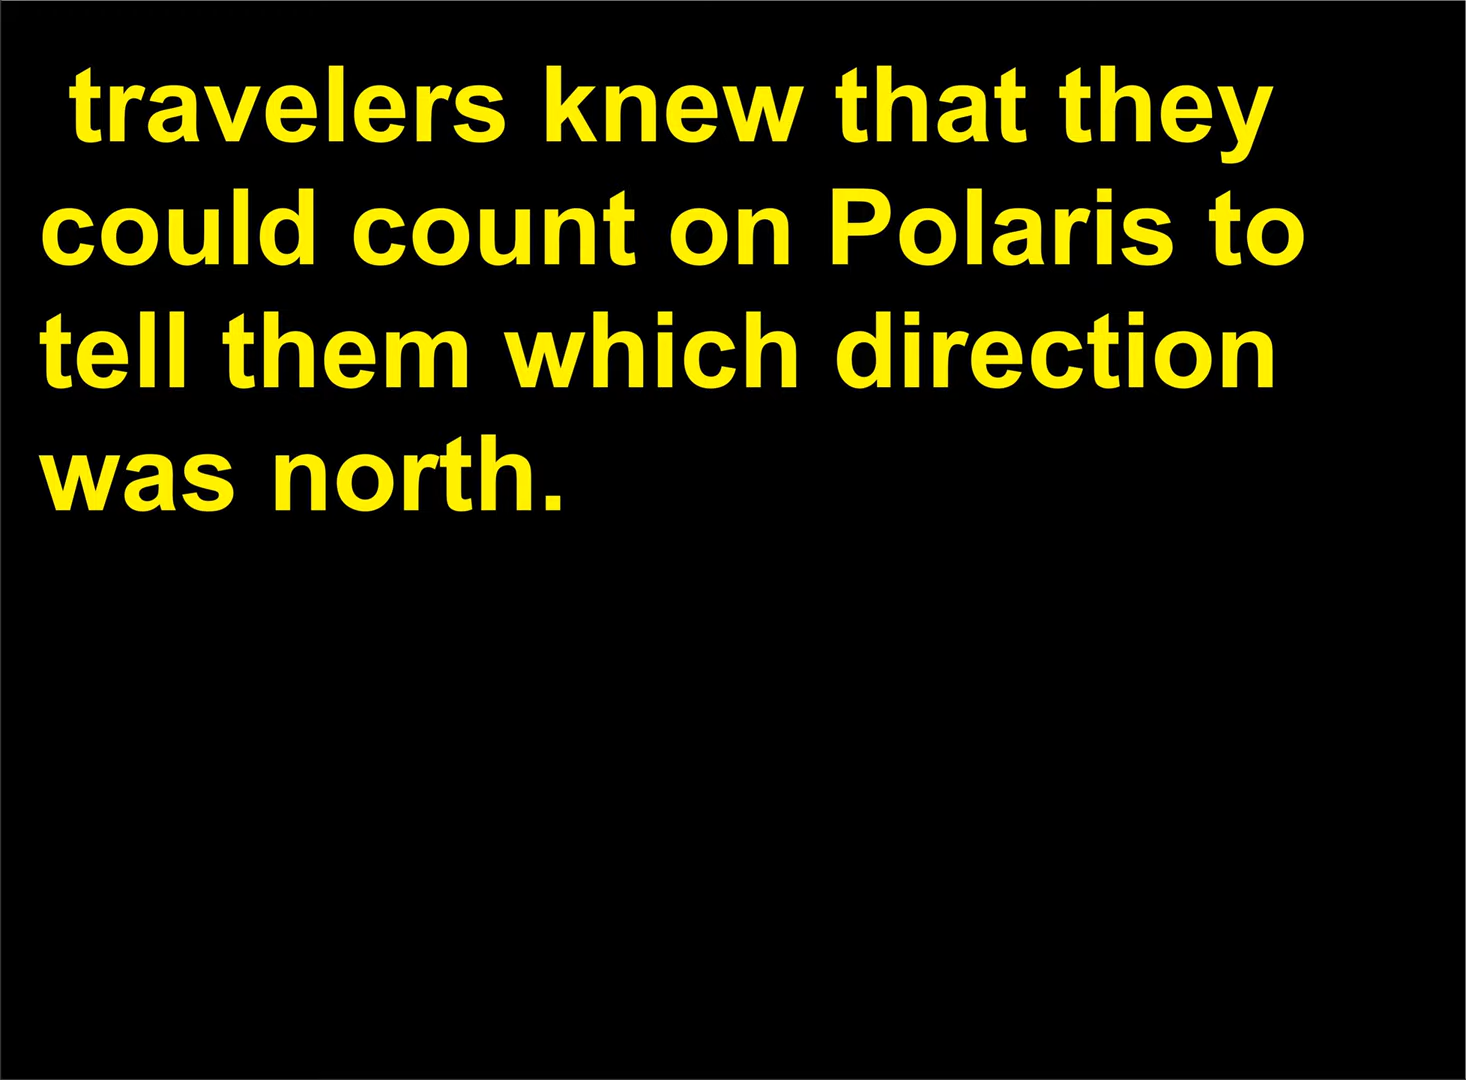 travelers knew that they
could count on Polaris to
tell them which direction
was north.